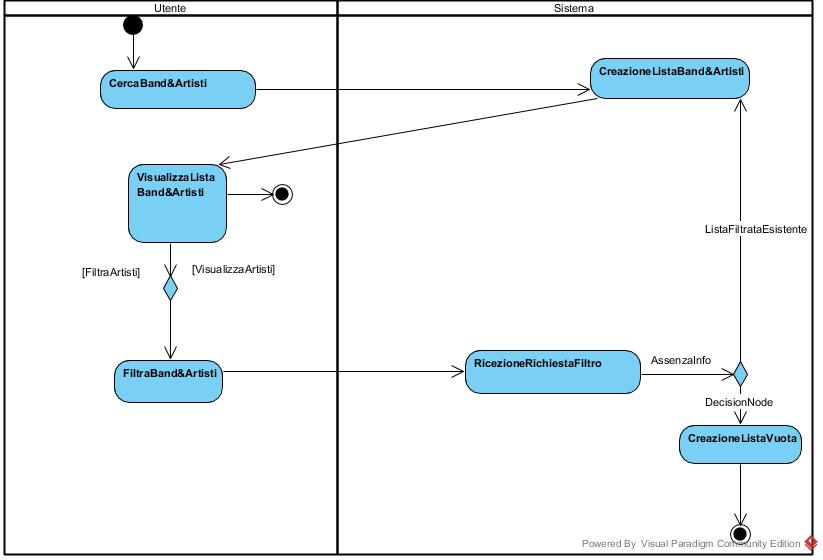 Utente
Sistema
CercaBand&Artisti
CreazioneListaBand&Artisti
VisualizzaLista
Band&Artisti
ListaFiltrataEsistente
[FiltraArtisti]
[VisualizzaArtisti]
FiltraBand&Artisti
RicezioneRichiestaFiltro
AssenzaInfo
DecisionNode
CreazioneListaVuota
Powered By Visual Paradigm Community Edition